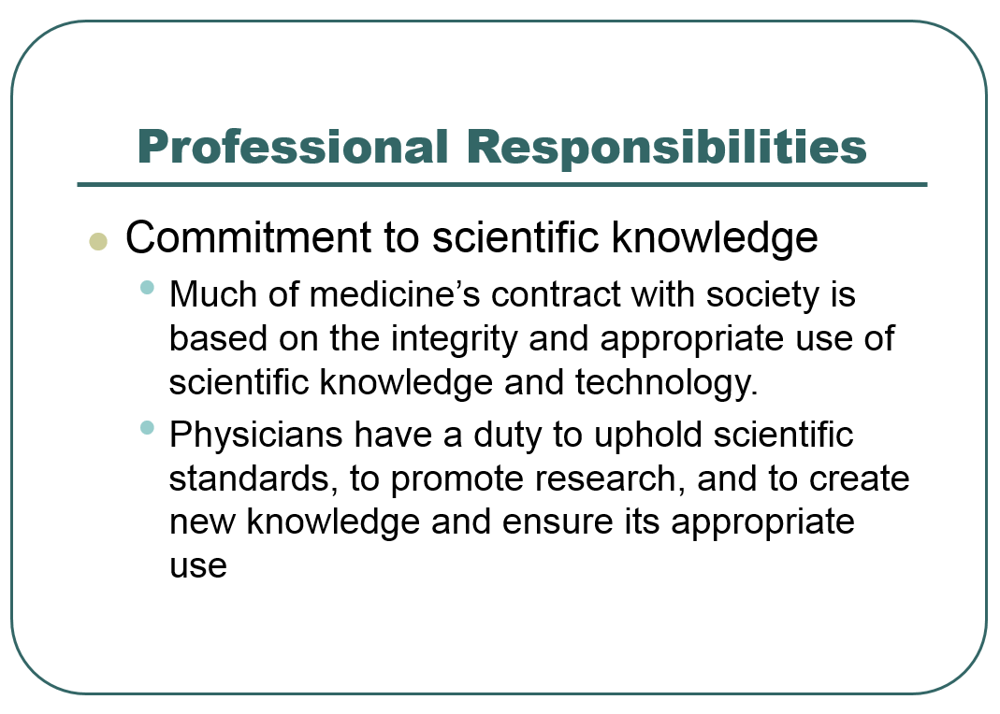 Professional Responsibilities
Commitment to scientific knowledge
Much of medicine’s contract with society is
based on the integrity and appropriate use of
scientific knowledge and technology.
Physicians have a duty to uphold scientific
standards, to promote research, and to create
new knowledge and ensure its appropriate
use